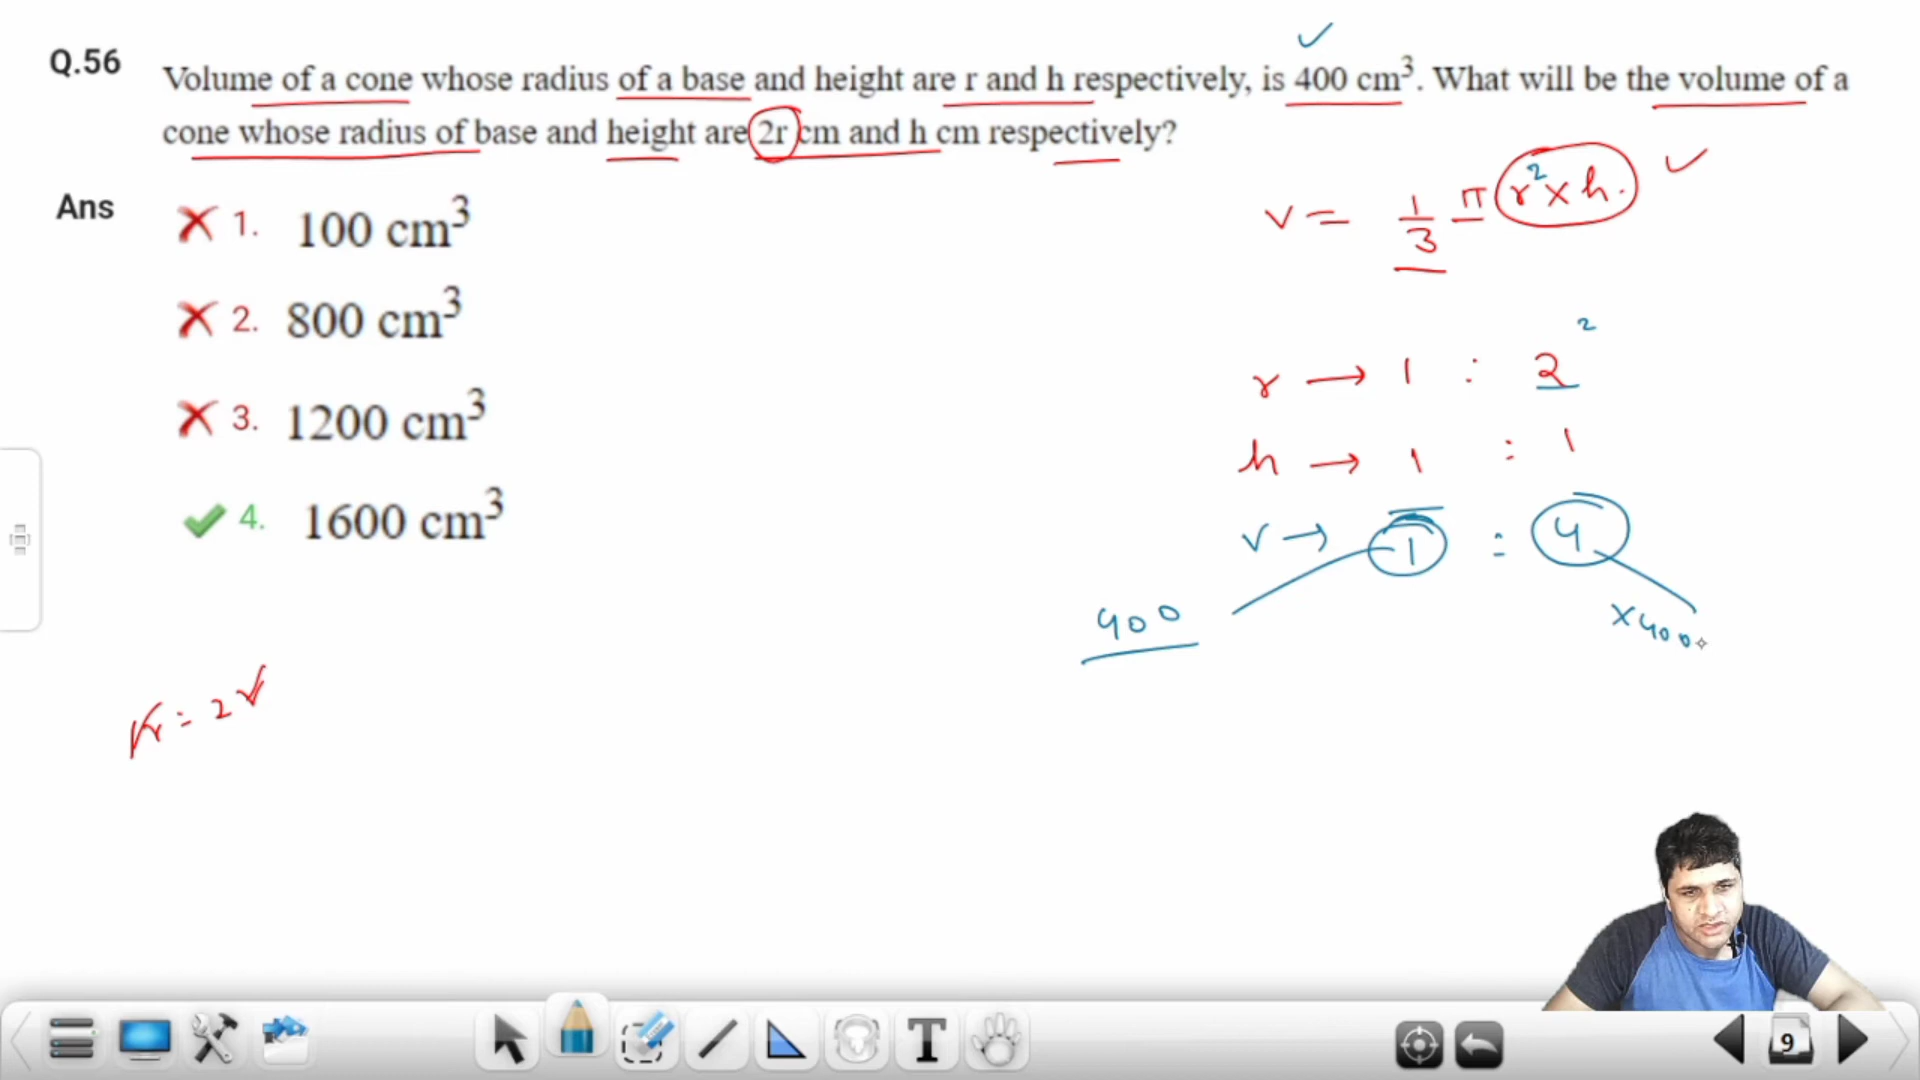 Q.56
Volume of a cone whose radius of a base and height are r and h respectively, is 400 cm³. What will be the volume of a
cone whose radius of base and height are 2r cm and h cm respectively?
Ans
1. 100 cm³
2. 800 cm³
3. 1200 cm³
4. 1600 cm³
v = 1/3 π r² × h.
r → 1 : 2²
h → 1 : 1
v → 1 : 4
400
×400
= 2
T
9